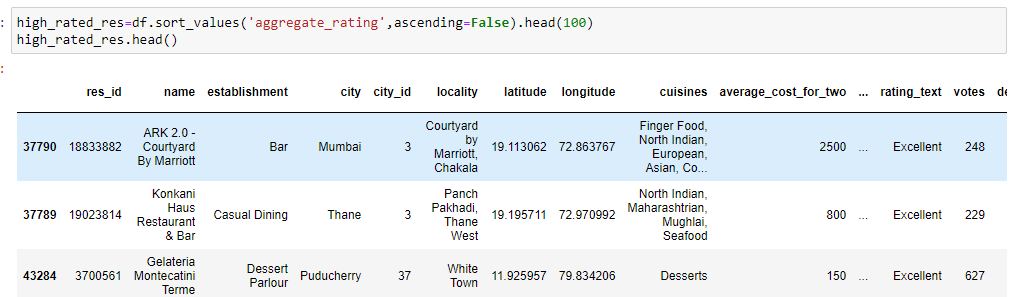 : high_rated_res=df.sort_values('aggregate_rating',ascending=False).head(100)
high_rated_res.head()
:
res_id name establishment city city_id locality latitude longitude cuisines average_cost_for_two ... rating_text votes de
37790 18833882 ARK 2.0 - Courtyard By Marriott Bar Mumbai 3 Courtyard by Marriott, Chakala 19.113062 72.863767 Finger Food, North Indian, European, Asian, Co... 2500 ... Excellent 248
37789 19023814 Konkani Haus Restaurant & Bar Casual Dining Thane 3 Panch Pakhadi, Thane West 19.195711 72.970992 North Indian, Maharashtrian, Mughlai, Seafood 800 ... Excellent 229
43284 3700561 Gelateria Montecatini Terme Dessert Parlour Puducherry 37 White Town 11.925957 79.834206 Desserts 150 ... Excellent 627